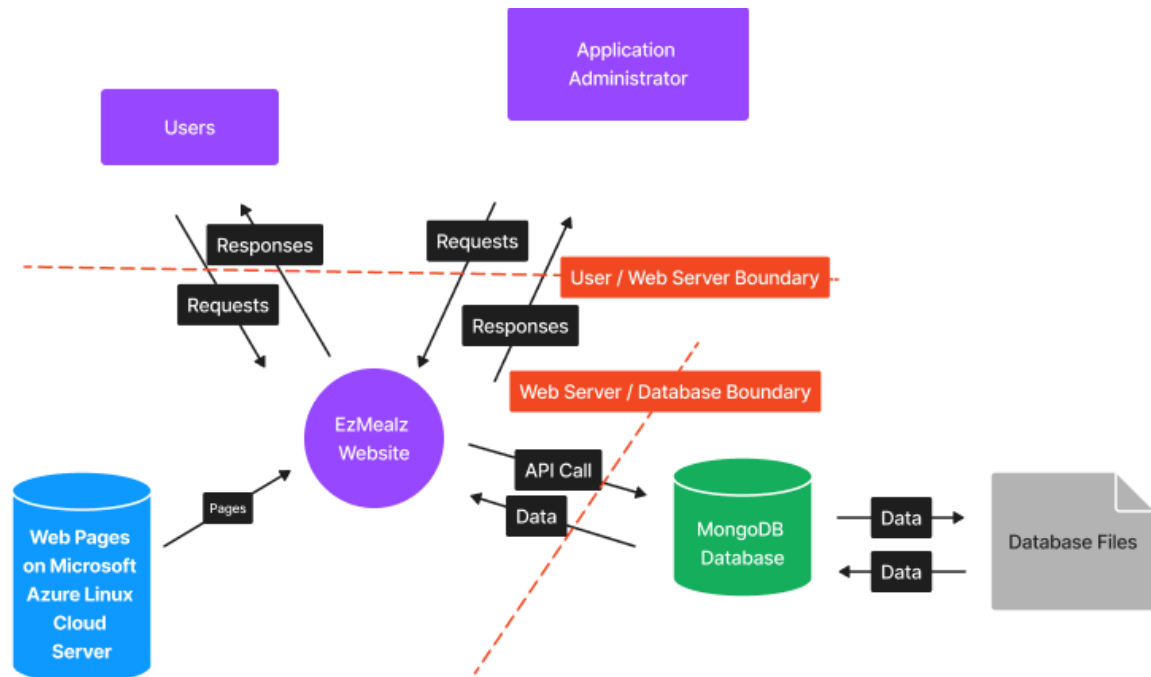 Application
Administrator
Users
Responses
Requests
Requests
Responses
User / Web Server Boundary
Web Server / Database Boundary
EzMealz
Website
API Call
Data
Pages
Web Pages
on Microsoft
Azure Linux
Cloud
Server
MongoDB
Database
Data
Data
Database Files